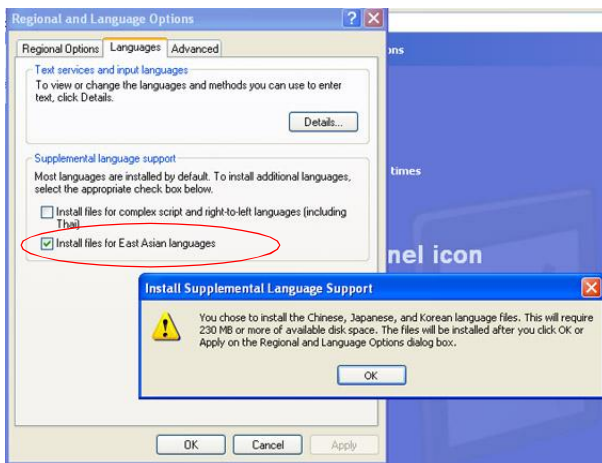 Regional and Language Options
Regional Options Languages Advanced
ons
Text services and input languages
To view or change the languages and methods you can use to enter
text, click Details.
Details...
Supplemental language support
Most languages are installed by default. To install additional languages,
select the appropriate check box below.
times
Install files for complex script and right-to-left languages (including
Thai)
Install files for East Asian languages
nel icon
Install Supplemental Language Support
You chose to install the Chinese, Japanese, and Korean language files. This will require
230 MB or more of available disk space. The files will be installed after you click OK or
Apply on the Regional and Language Options dialog box.
OK
OK Cancel Apply